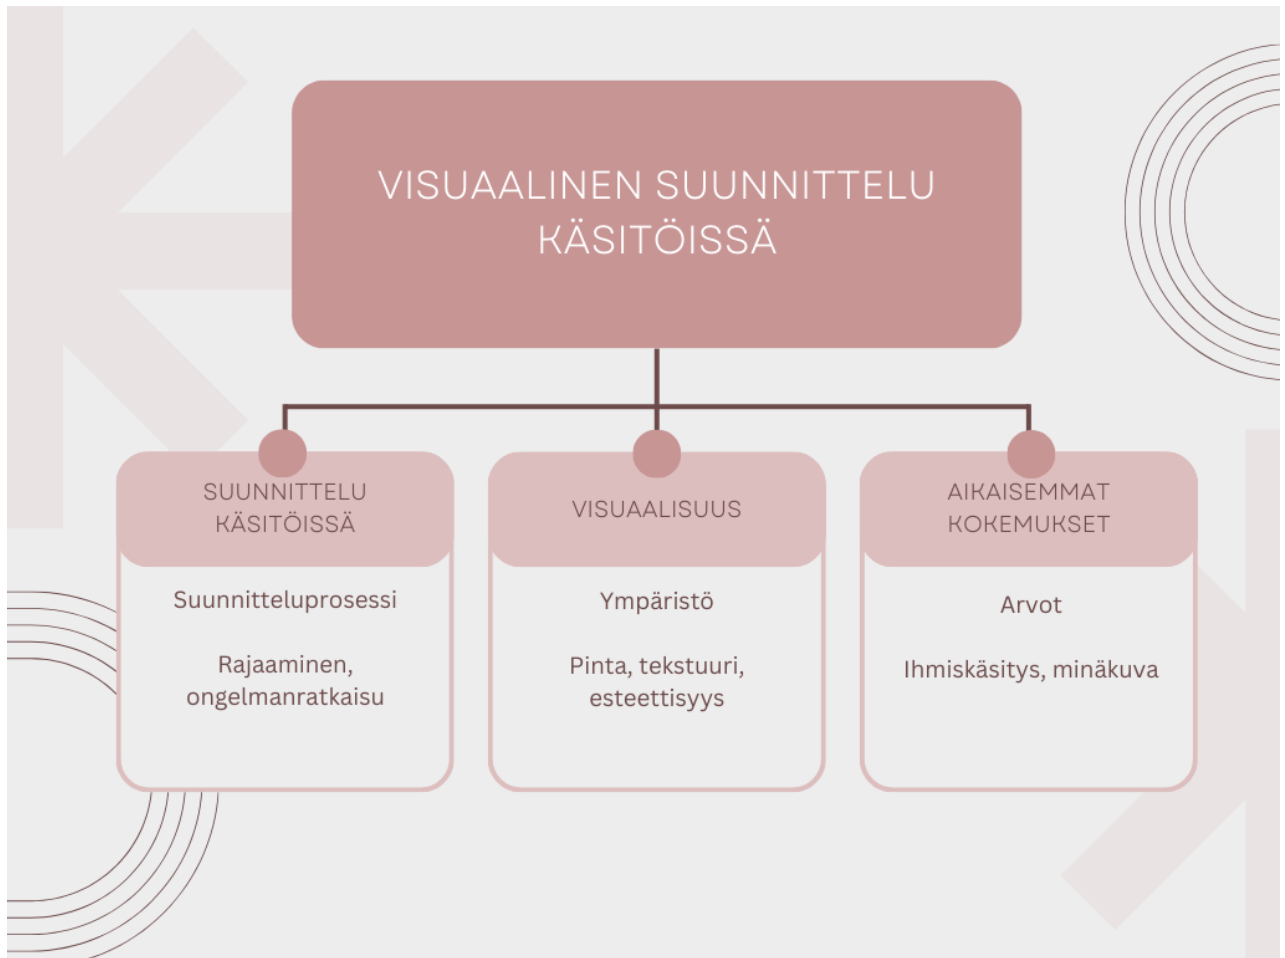 VISUAALINEN SUUNNITTELU
KÄSITÖISSÄ
SUUNNITTELU
KÄSITÖISSÄ
Suunnitteluprosessi
Rajaaminen,
ongelmanratkaisu
VISUAALISUUS
Ympäristö
Pinta, tekstuuri,
esteettisyys
AIKAISEMMAT
KOKEMUKSET
Arvot
Ihmiskäsitys, minäkuva